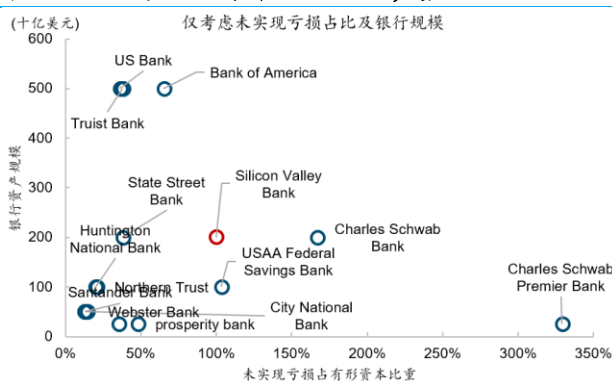 (十亿美元)
仅考虑未实现亏损占比及银行规模
600
500
400
300
200
100
0
银行资产规模
US Bank
Bank of America
Truist Bank
State Street
Bank
Silicon Valley
Bank
Huntington
National Bank
Charles Schwab
Bank
USAA Federal
Savings Bank
Northern Trust
Santander Bank
Webster Bank
City National
Bank
prosperity bank
Charles Schwab
Premier Bank
0%
50%
100%
150%
200%
250%
300%
350%
未实现亏损占有形资本比重